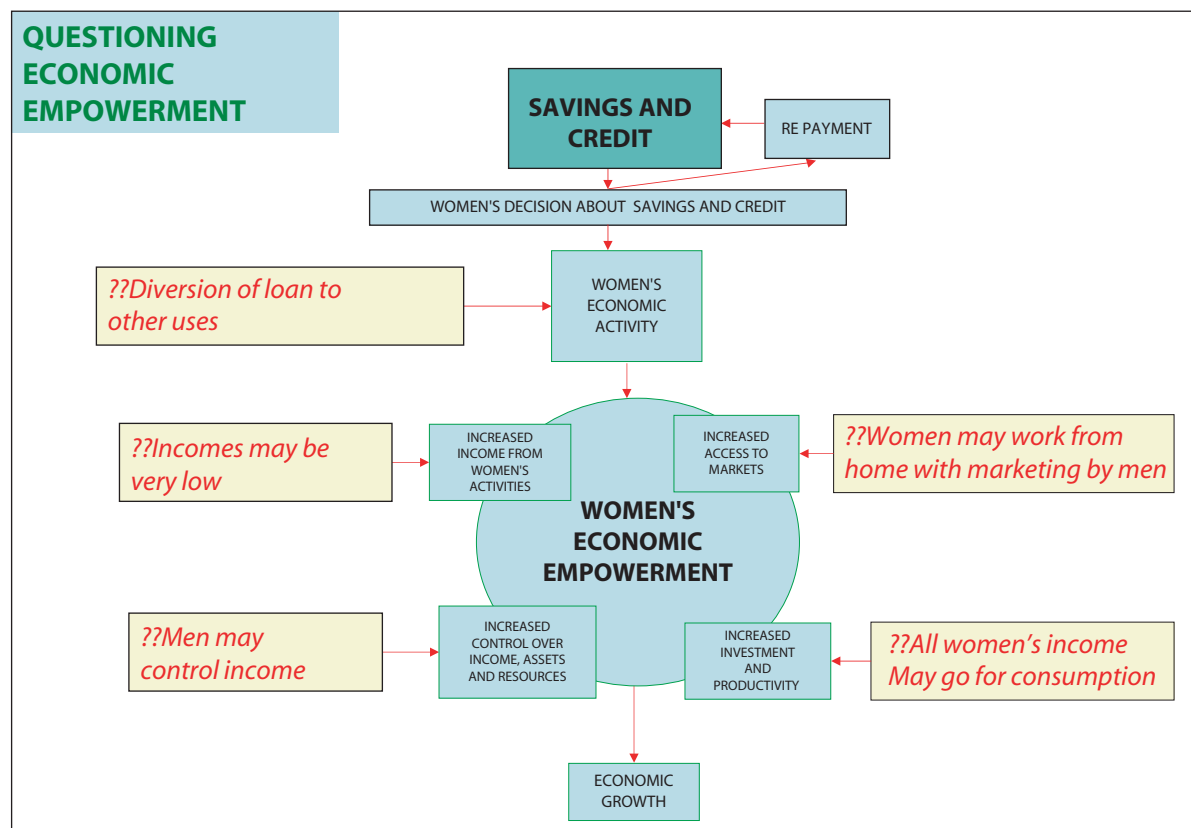 QUESTIONING
ECONOMIC
EMPOWERMENT
SAVINGS AND
CREDIT
RE PAYMENT
WOMEN'S DECISION ABOUT SAVINGS AND CREDIT
WOMEN'S
ECONOMIC
ACTIVITY
??Diversion of loan to
other uses
??Incomes may be
very low
INCREASED
INCOME FROM
WOMEN'S
ACTIVITIES
INCREASED
ACCESS TO
MARKETS
??Women may work from
home with marketing by men
WOMEN'S
ECONOMIC
EMPOWERMENT
??Men may
control income
INCREASED
CONTROL OVER
INCOME, ASSETS
AND RESOURCES
INCREASED
INVESTMENT
AND
PRODUCTIVITY
??All women’s income
May go for consumption
ECONOMIC
GROWTH